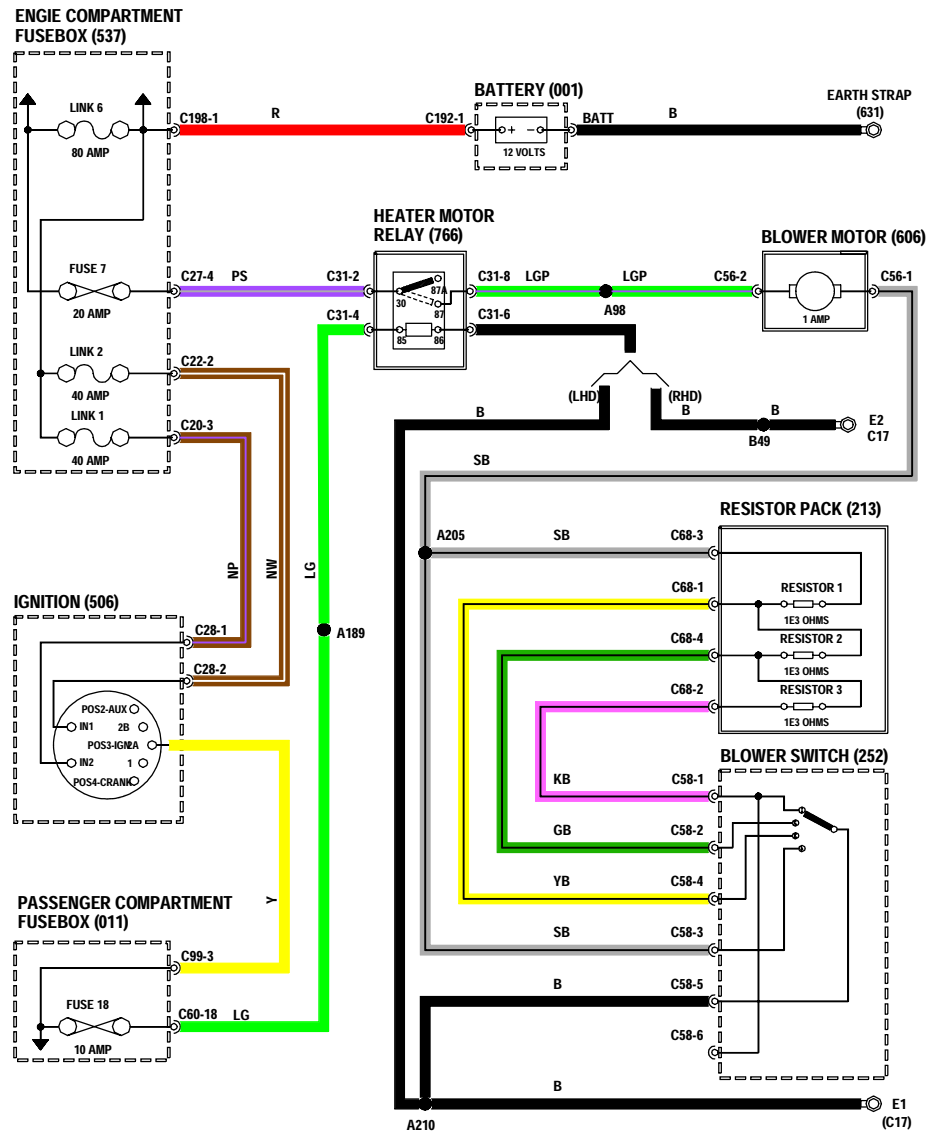 ENGIE COMPARTMENT
FUSEBOX (537)
LINK 6
80 AMP
C198-1
R
C192-1
BATTERY (001)
+ -
12 VOLTS
BATT
B
EARTH STRAP
(631)
FUSE 7
20 AMP
C27-4
PS
C31-2
HEATER MOTOR
RELAY (766)
30
87A
87
85
86
C31-8
LGP
LGP
C56-2
A98
BLOWER MOTOR (606)
1 AMP
C56-1
C31-4
C31-6
LINK 2
40 AMP
C22-2
LINK 1
40 AMP
C20-3
(LHD)
(RHD)
B
B
B
B49
E2
C17
SB
NP
NW
LG
A205
SB
C68-3
RESISTOR PACK (213)
C68-1
RESISTOR 1
1E3 OHMS
C68-4
RESISTOR 2
1E3 OHMS
C68-2
RESISTOR 3
1E3 OHMS
IGNITION (506)
C28-1
C28-2
A189
POS2-AUX
IN1
2B
POS3-IGN
2A
IN2
1
POS4-CRANK
BLOWER SWITCH (252)
KB
C58-1
GB
C58-2
YB
C58-4
SB
C58-3
B
C58-5
C58-6
Y
PASSENGER COMPARTMENT
FUSEBOX (011)
C99-3
FUSE 18
10 AMP
C60-18
LG
B
A210
E1
(C17)